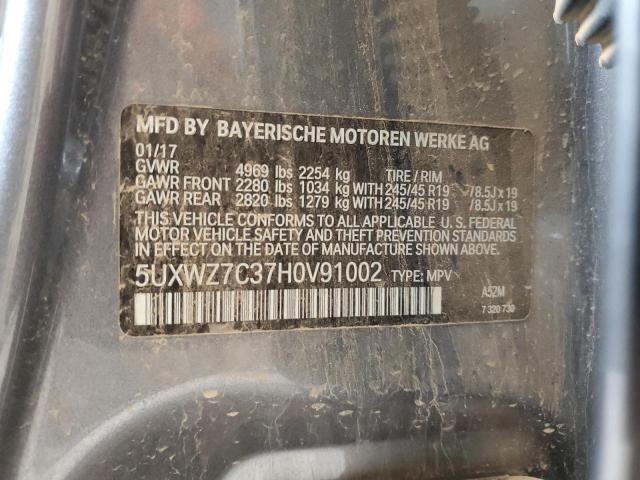 MFD BY BAYERISCHE MOTOREN WERKE AG
01/17
GVWR 4969 lbs 2254 kg TIRE / RIM
GAWR FRONT 2280 lbs 1034 kg WITH 245/45 R19 /8.5J x 19
GAWR REAR 2820 lbs 1279 kg WITH 245/45 R19 /8.5J x 19
THIS VEHICLE CONFORMS TO ALL APPLICABLE U.S. FEDERAL
MOTOR VEHICLE SAFETY AND THEFT PREVENTION STANDARDS
IN EFFECT ON THE DATE OF MANUFACTURE SHOWN ABOVE.
5UXWZ7C37H0V91002 TYPE: MPV
A52M
7 320 730